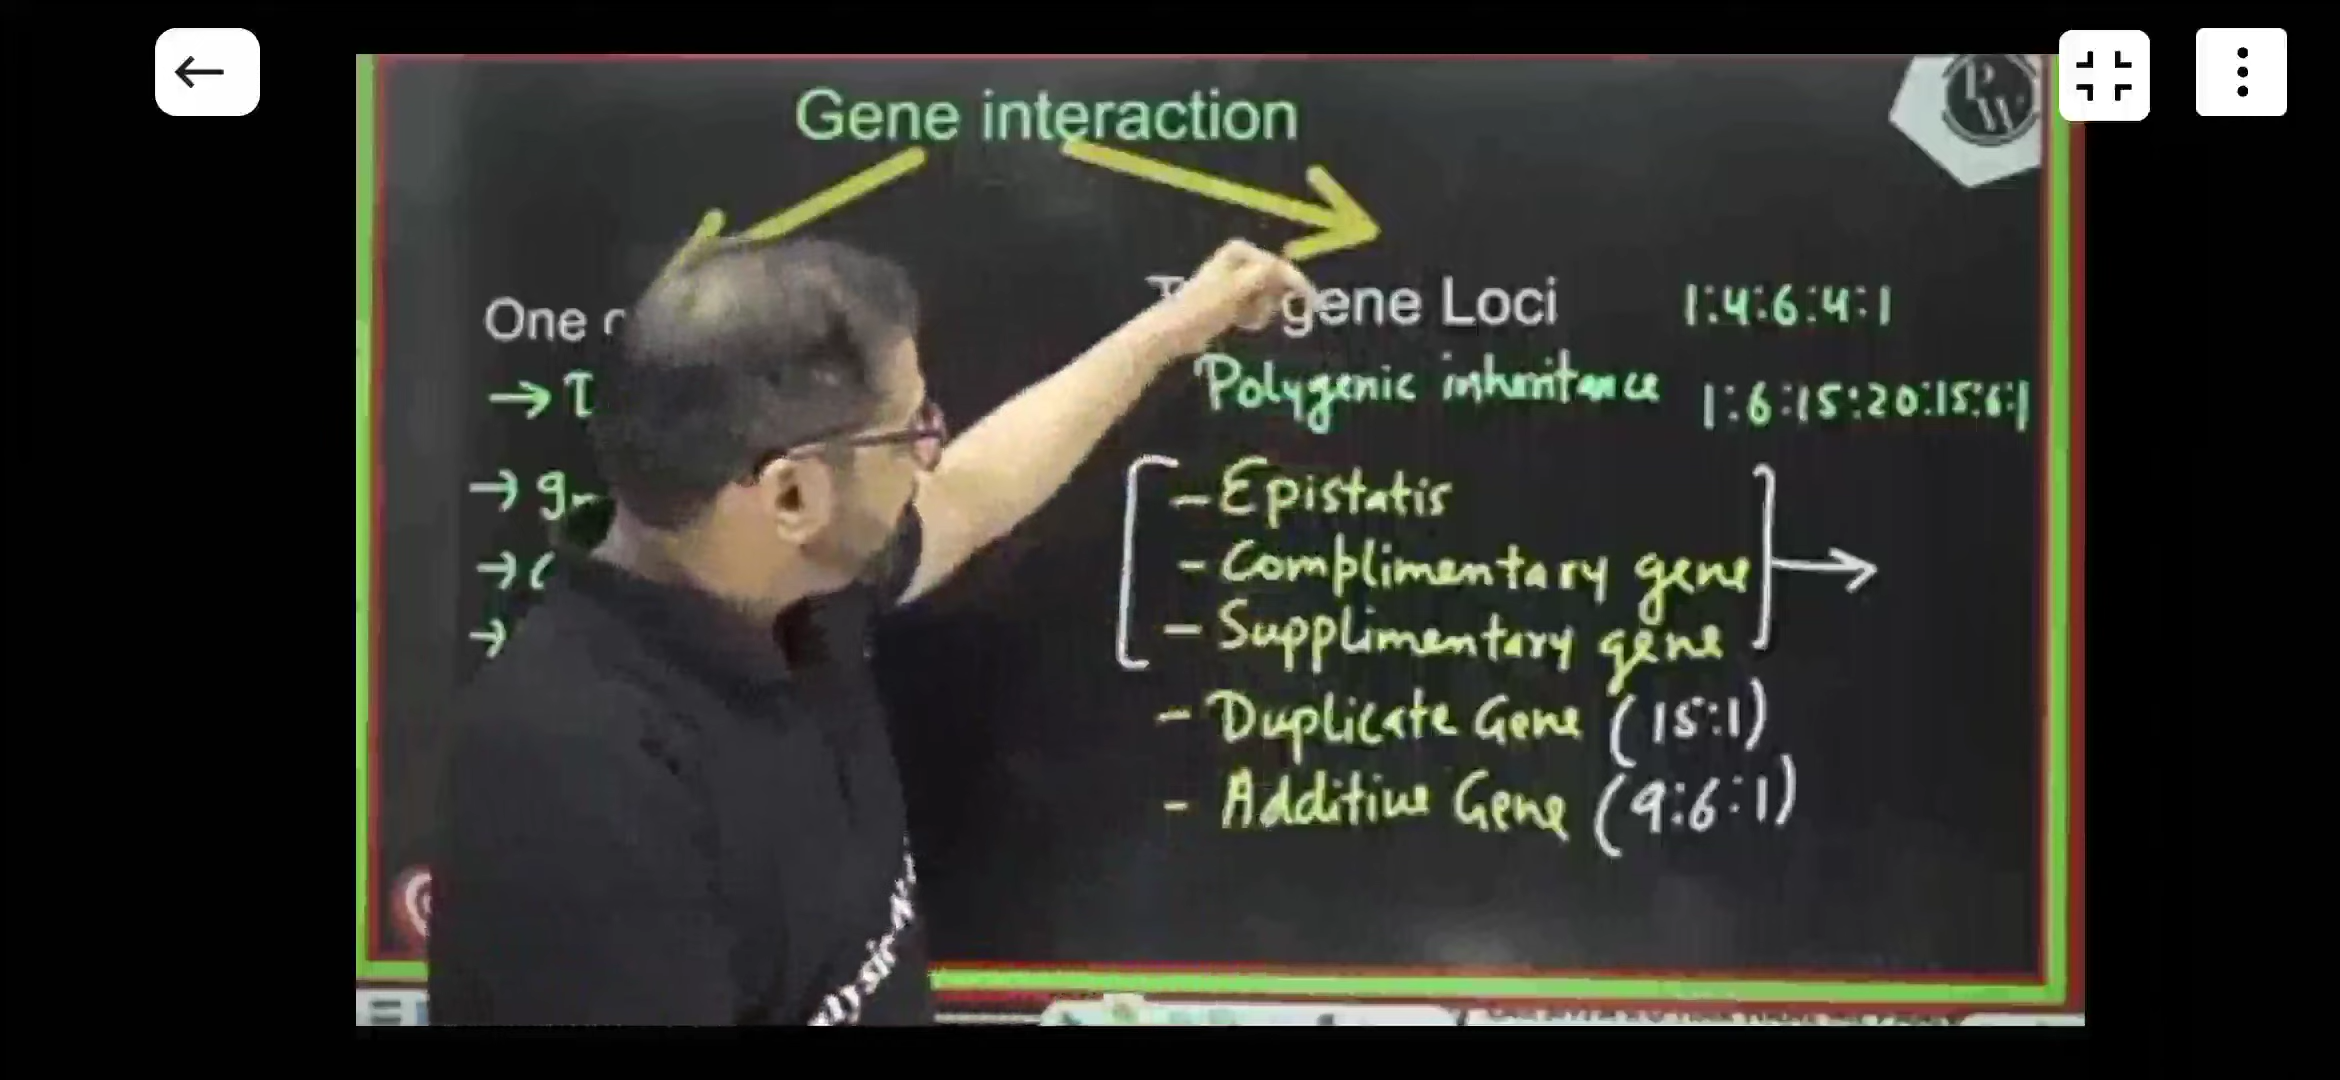 Gene interaction
PW
One
gene Loci 1:4:6:4:1
Polygenic inheritance 1:6:15:20:15:6:1
- Epistatis
- Complimentary gene
- Supplimentary gene
- Duplicate Gene (15:1)
- Additive Gene (9:6:1)